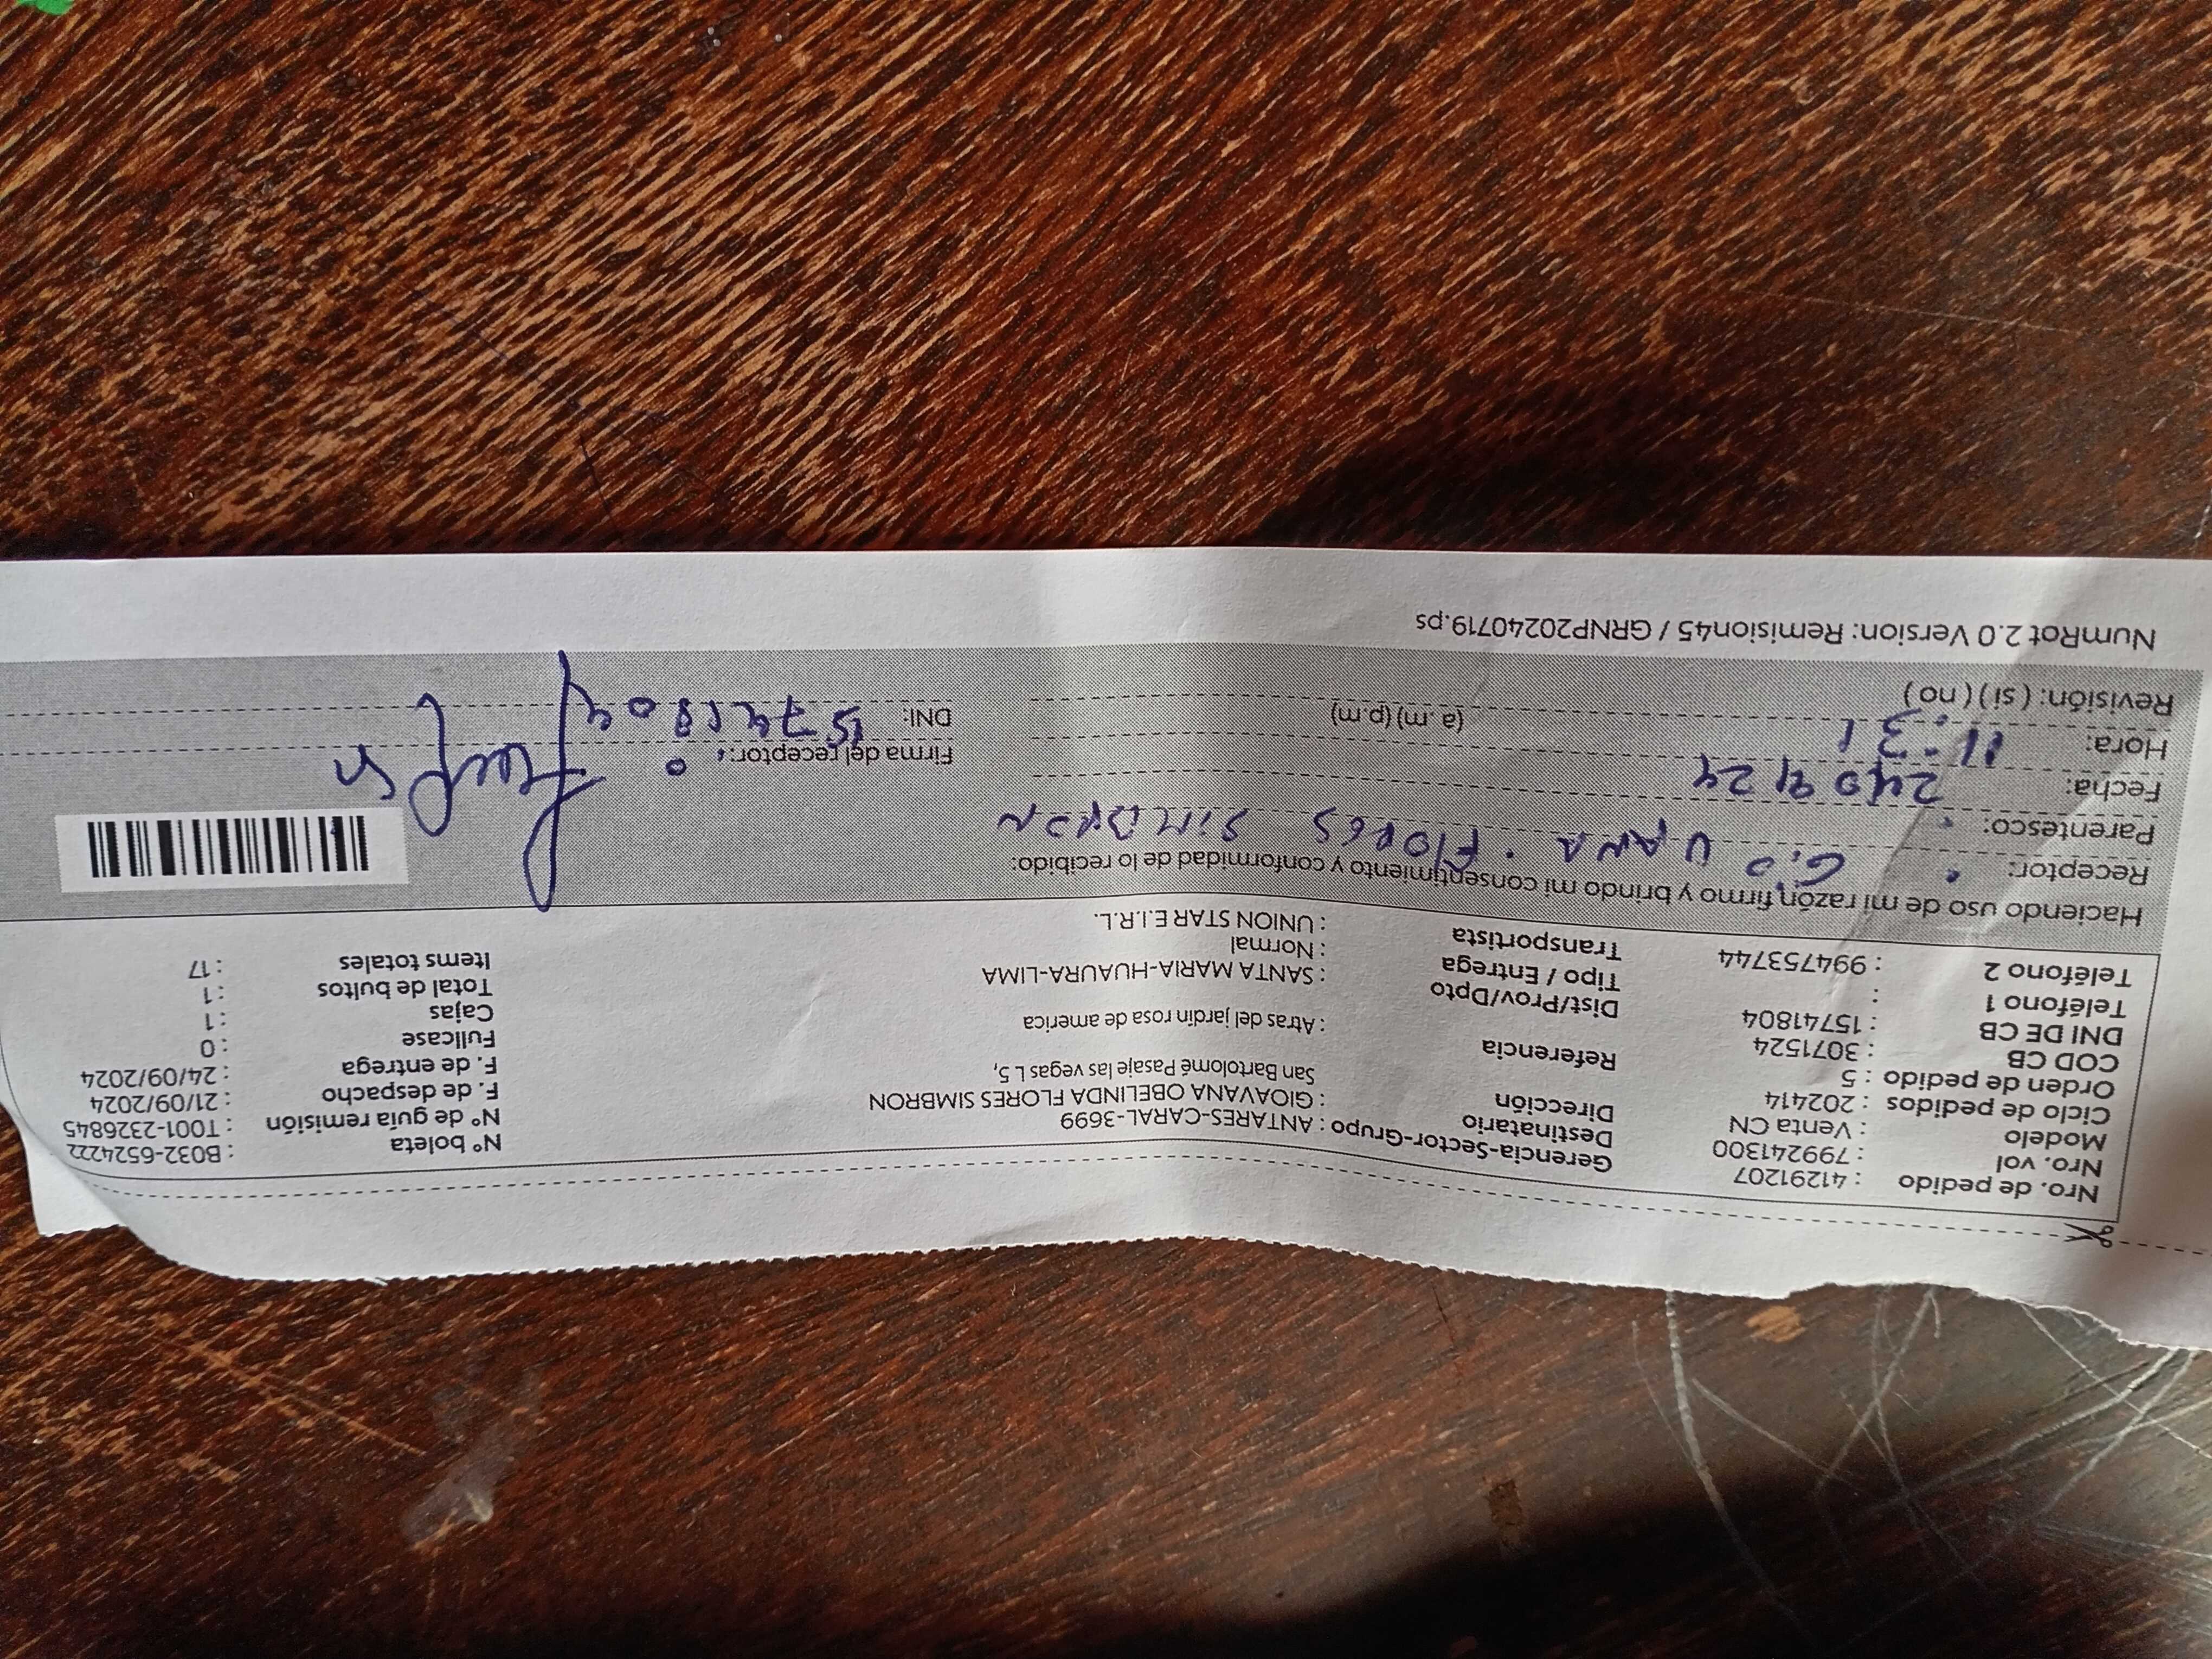 Nro. de pedido : 41291207
Nro. vol : 799241300
Modelo : Venta CN
Ciclo de pedidos : 202414
Orden de pedido : 5
COD CB : 3071524
DNI DE CB : 15741804
Teléfono 1 :
Teléfono 2 : 994753744
Gerencia-Sector-Grupo : ANTARES-CARAL-3699
Destinatario : GIOAVANA OBELINDA FLORES SIMBRON
Dirección San Bartolomé Pasaje las vegas L 5,
Referencia : Atras del jardin rosa de america
Dist/Prov/Dpto : SANTA MARIA-HUAURA-LIMA
Tipo / Entrega : Normal
Transportista : UNION STAR E.I.R.L.
N° boleta : B032-6524222
N° de guía remisión : T001-2326845
F. de despacho : 21/09/2024
F. de entrega : 24/09/2024
Fullcase : 0
Cajas : 1
Total de bultos : 1
Items totales : 17
Haciendo uso de mi razón, firmo y brindo mi consentimiento y conformidad de lo recibido:
Receptor: FLORES SIMBRON
Parentesco:
Fecha: 240924
Hora: 11:31 (a. m) (p.m)
Revisión: ( si) ( no )
Firma del receptor:
DNI: 15741804
NumRot 2.0 Version: Remision45 / GRNP20240719.ps